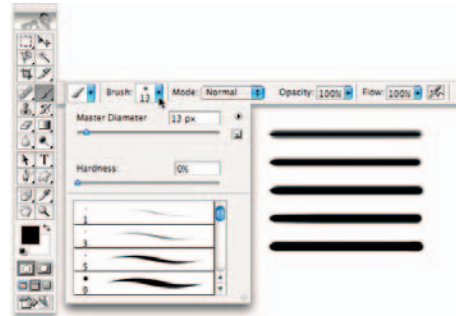 Brush: 13 Mode: Normal Opacity: 100% Flow: 100%
Master Diameter 13 px
Hardness: 0%
1
3
5
9
T